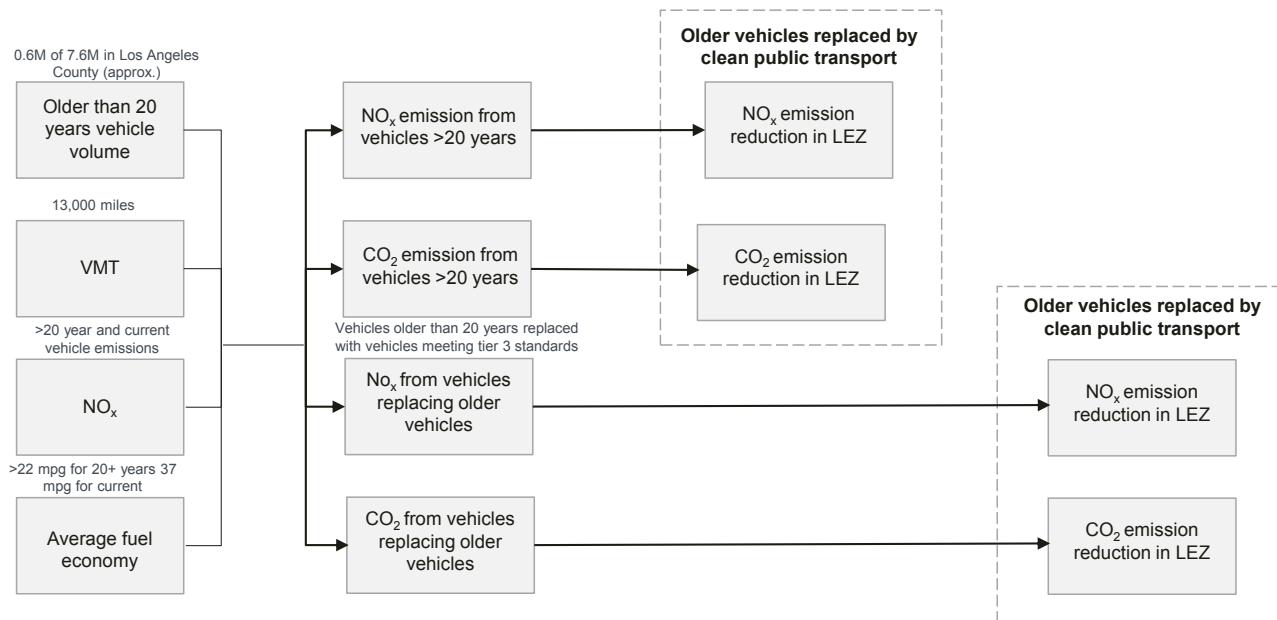 0.6M of 7.6M in Los Angeles
County (approx.)
Older than 20
years vehicle
volume
13,000 miles
VMT
>20 year and current
vehicle emissions
NOx
>22 mpg for 20+ years 37
mpg for current
Average fuel
economy
NOx emission from
vehicles >20 years
CO2 emission from
vehicles >20 years
Vehicles older than 20 years replaced
with vehicles meeting tier 3 standards
Nox from vehicles
replacing older
vehicles
CO2 from vehicles
replacing older
vehicles
Older vehicles replaced by
clean public transport
NOx emission
reduction in LEZ
CO2 emission
reduction in LEZ
Older vehicles replaced by
clean public transport
NOx emission
reduction in LEZ
CO2 emission
reduction in LEZ